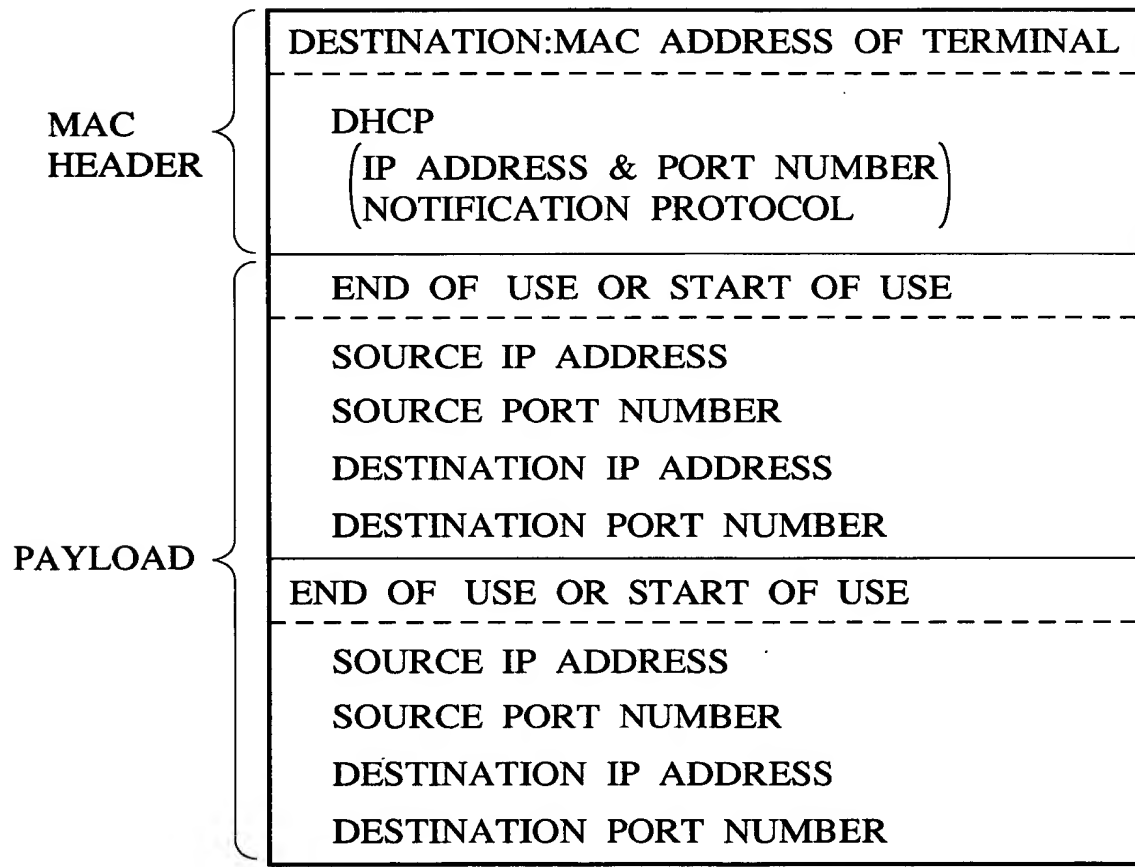 DESTINATION:MAC ADDRESS OF TERMINAL
MAC
HEADER
DHCP
(IP ADDRESS & PORT NUMBER
NOTIFICATION PROTOCOL)
END OF USE OR START OF USE
SOURCE IP ADDRESS
SOURCE PORT NUMBER
DESTINATION IP ADDRESS
DESTINATION PORT NUMBER
PAYLOAD
END OF USE OR START OF USE
SOURCE IP ADDRESS
SOURCE PORT NUMBER
DESTINATION IP ADDRESS
DESTINATION PORT NUMBER